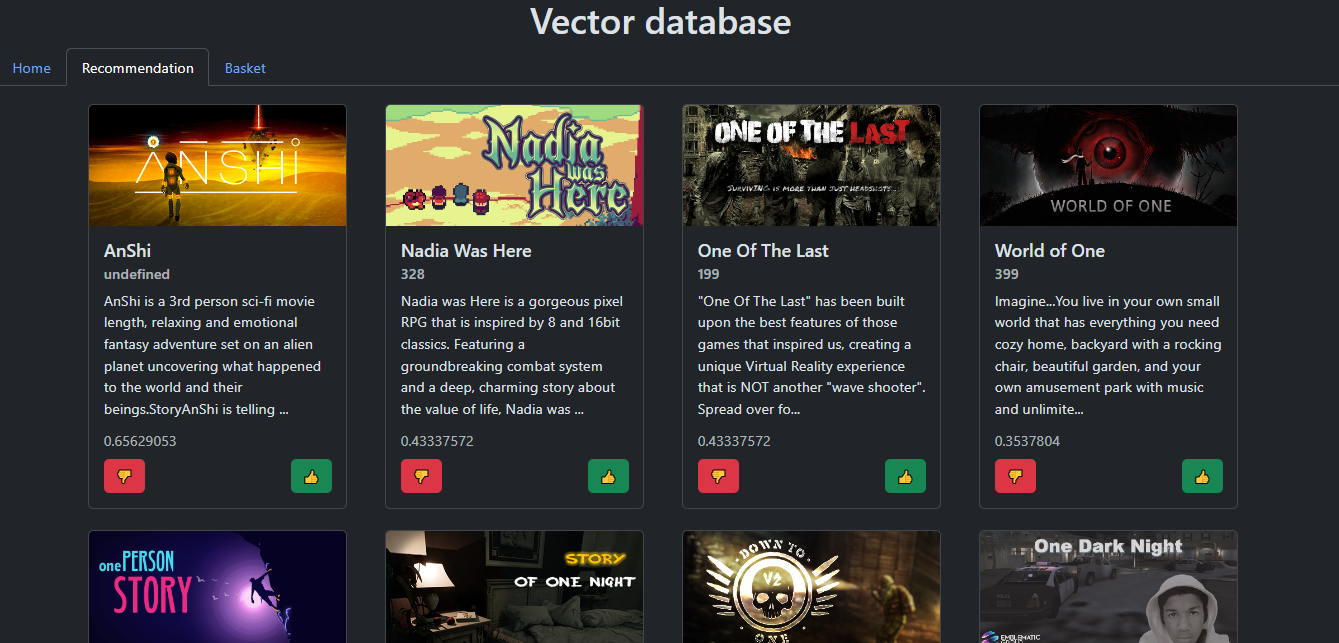 Vector database
Home
Recommendation
Basket
ANSHi
AnShi
undefined
AnShi is a 3rd person sci-fi movie
length, relaxing and emotional
fantasy adventure set on an alien
planet uncovering what happened
to the world and their
beings.StoryAnShi is telling ...
0.65629053
Nadia
was
Here
Nadia Was Here
328
Nadia was Here is a gorgeous pixel
RPG that is inspired by 8 and 16bit
classics. Featuring a
groundbreaking combat system
and a deep, charming story about
the value of life, Nadia was ...
0.43337572
ONE OF THE LAST
SURVIVING IS MORE THAN JUST HEADSHOTS...
One Of The Last
199
"One Of The Last" has been built
upon the best features of those
games that inspired us, creating a
unique Virtual Reality experience
that is NOT another "wave shooter".
Spread over fo...
0.43337572
WORLD OF ONE
World of One
399
Imagine...You live in your own small
world that has everything you need
cozy home, backyard with a rocking
chair, beautiful garden, and your
own amusement park with music
and unlimite...
0.3537804
one PERSON
STORY
STORY
OF ONE NIGHT
DOWN TO
V2
ONE
One Dark Night
EMBLEMATIC